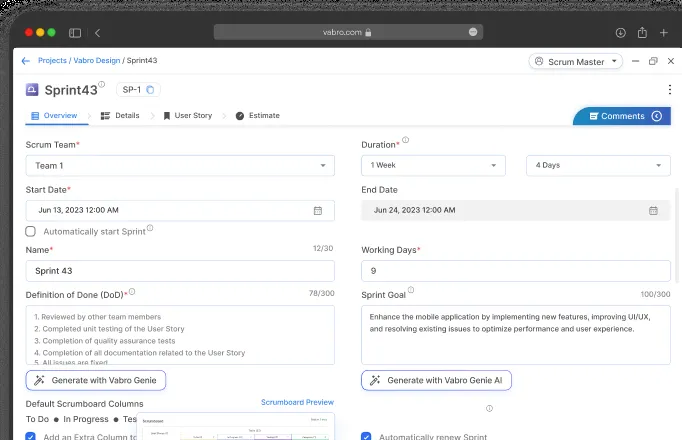 vabro.com
Projects / Vabro Design / Sprint43
Scrum Master
Sprint43
SP-1
Overview
Details
User Story
Estimate
Comments
Scrum Team*
Duration*
Team 1
1 Week
4 Days
Start Date*
End Date
Jun 13, 2023 12:00 AM
Jun 24, 2023 12:00 AM
Automatically start Sprint
Name*
12/30
Working Days*
Sprint 43
9
Definition of Done (DoD)*
78/300
Sprint Goal
100/300
1. Reviewed by other team members
2. Completed unit testing of the User Story
3. Completion of quality assurance tests
4. Completion of all documentation related to the User Story
5. All issues are fixed
Enhance the mobile application by implementing new features, improving UI/UX,
and resolving existing issues to optimize performance and user experience.
Generate with Vabro Genie
Generate with Vabro Genie AI
Default Scrumboard Columns
Scrumboard Preview
To Do ● In Progress ● Tes
Scrumboard
Add an Extra Column to
Automatically renew Sprint